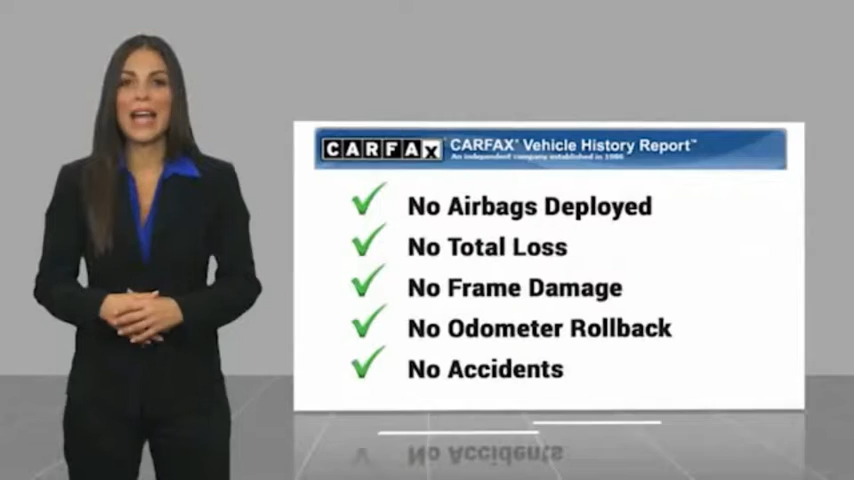 CARFAX CARFAX® Vehicle History Report™
An independent company established in 1986
No Airbags Deployed
No Total Loss
No Frame Damage
No Odometer Rollback
No Accidents
No Accidents